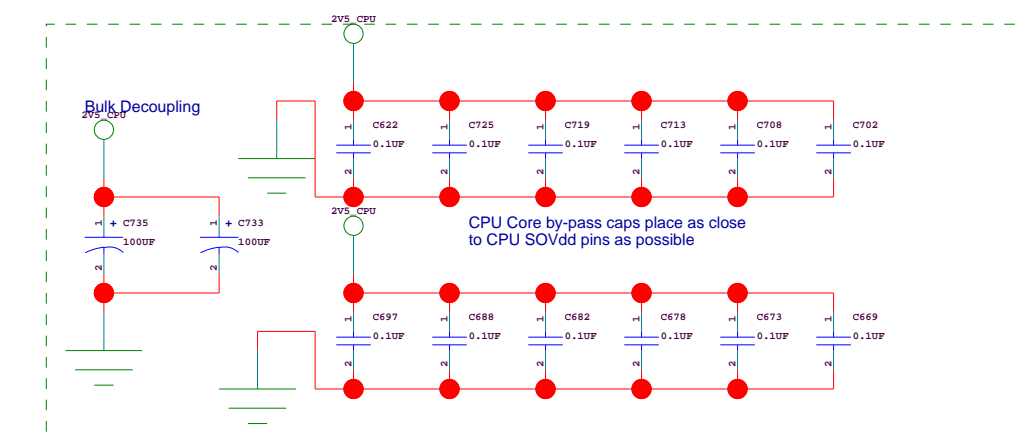 2V5_CPU
Bulk Decoupling
2V5_CPU
1 C622 0.1UF 2
1 C725 0.1UF 2
1 C719 0.1UF 2
1 C713 0.1UF 2
1 C708 0.1UF 2
1 C702 0.1UF 2
1 + C735 100UF 2
1 + C733 100UF 2
2V5_CPU
CPU Core by-pass caps place as close
to CPU SOVdd pins as possible
1 C697 0.1UF 2
1 C688 0.1UF 2
1 C682 0.1UF 2
1 C678 0.1UF 2
1 C673 0.1UF 2
1 C669 0.1UF 2